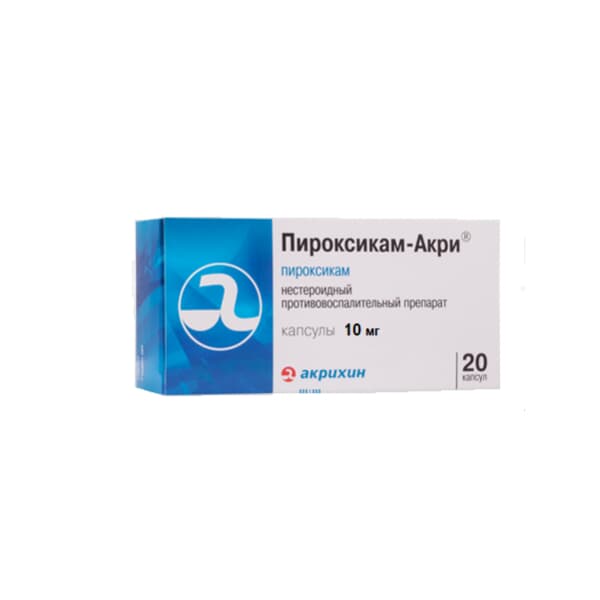 Пироксикам-Акри®
пироксикам
нестероидный
противовоспалительный препарат
капсулы 10 мг
акрихин
20
капсул